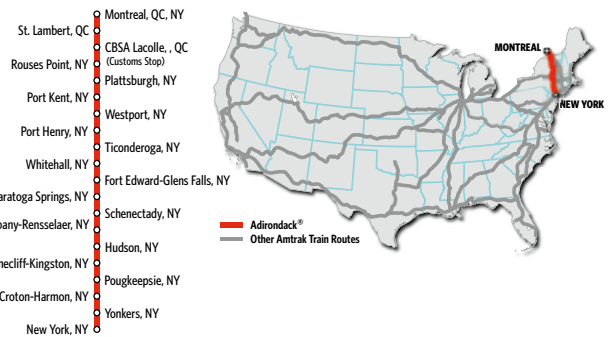 Montreal, QC, NY
St. Lambert, QC
CBSA Lacolle, , QC
(Customs Stop)
Rouses Point, NY
Plattsburgh, NY
Port Kent, NY
Westport, NY
Port Henry, NY
Ticonderoga, NY
Whitehall, NY
Fort Edward-Glens Falls, NY
aratoga Springs, NY
Schenectady, NY
bany-Rensselaer, NY
Hudson, NY
necliff-Kingston, NY
Pougkeepsie, NY
Croton-Harmon, NY
Yonkers, NY
New York, NY
MONTREAL
NEW YORK
Adirondack®
Other Amtrak Train Routes